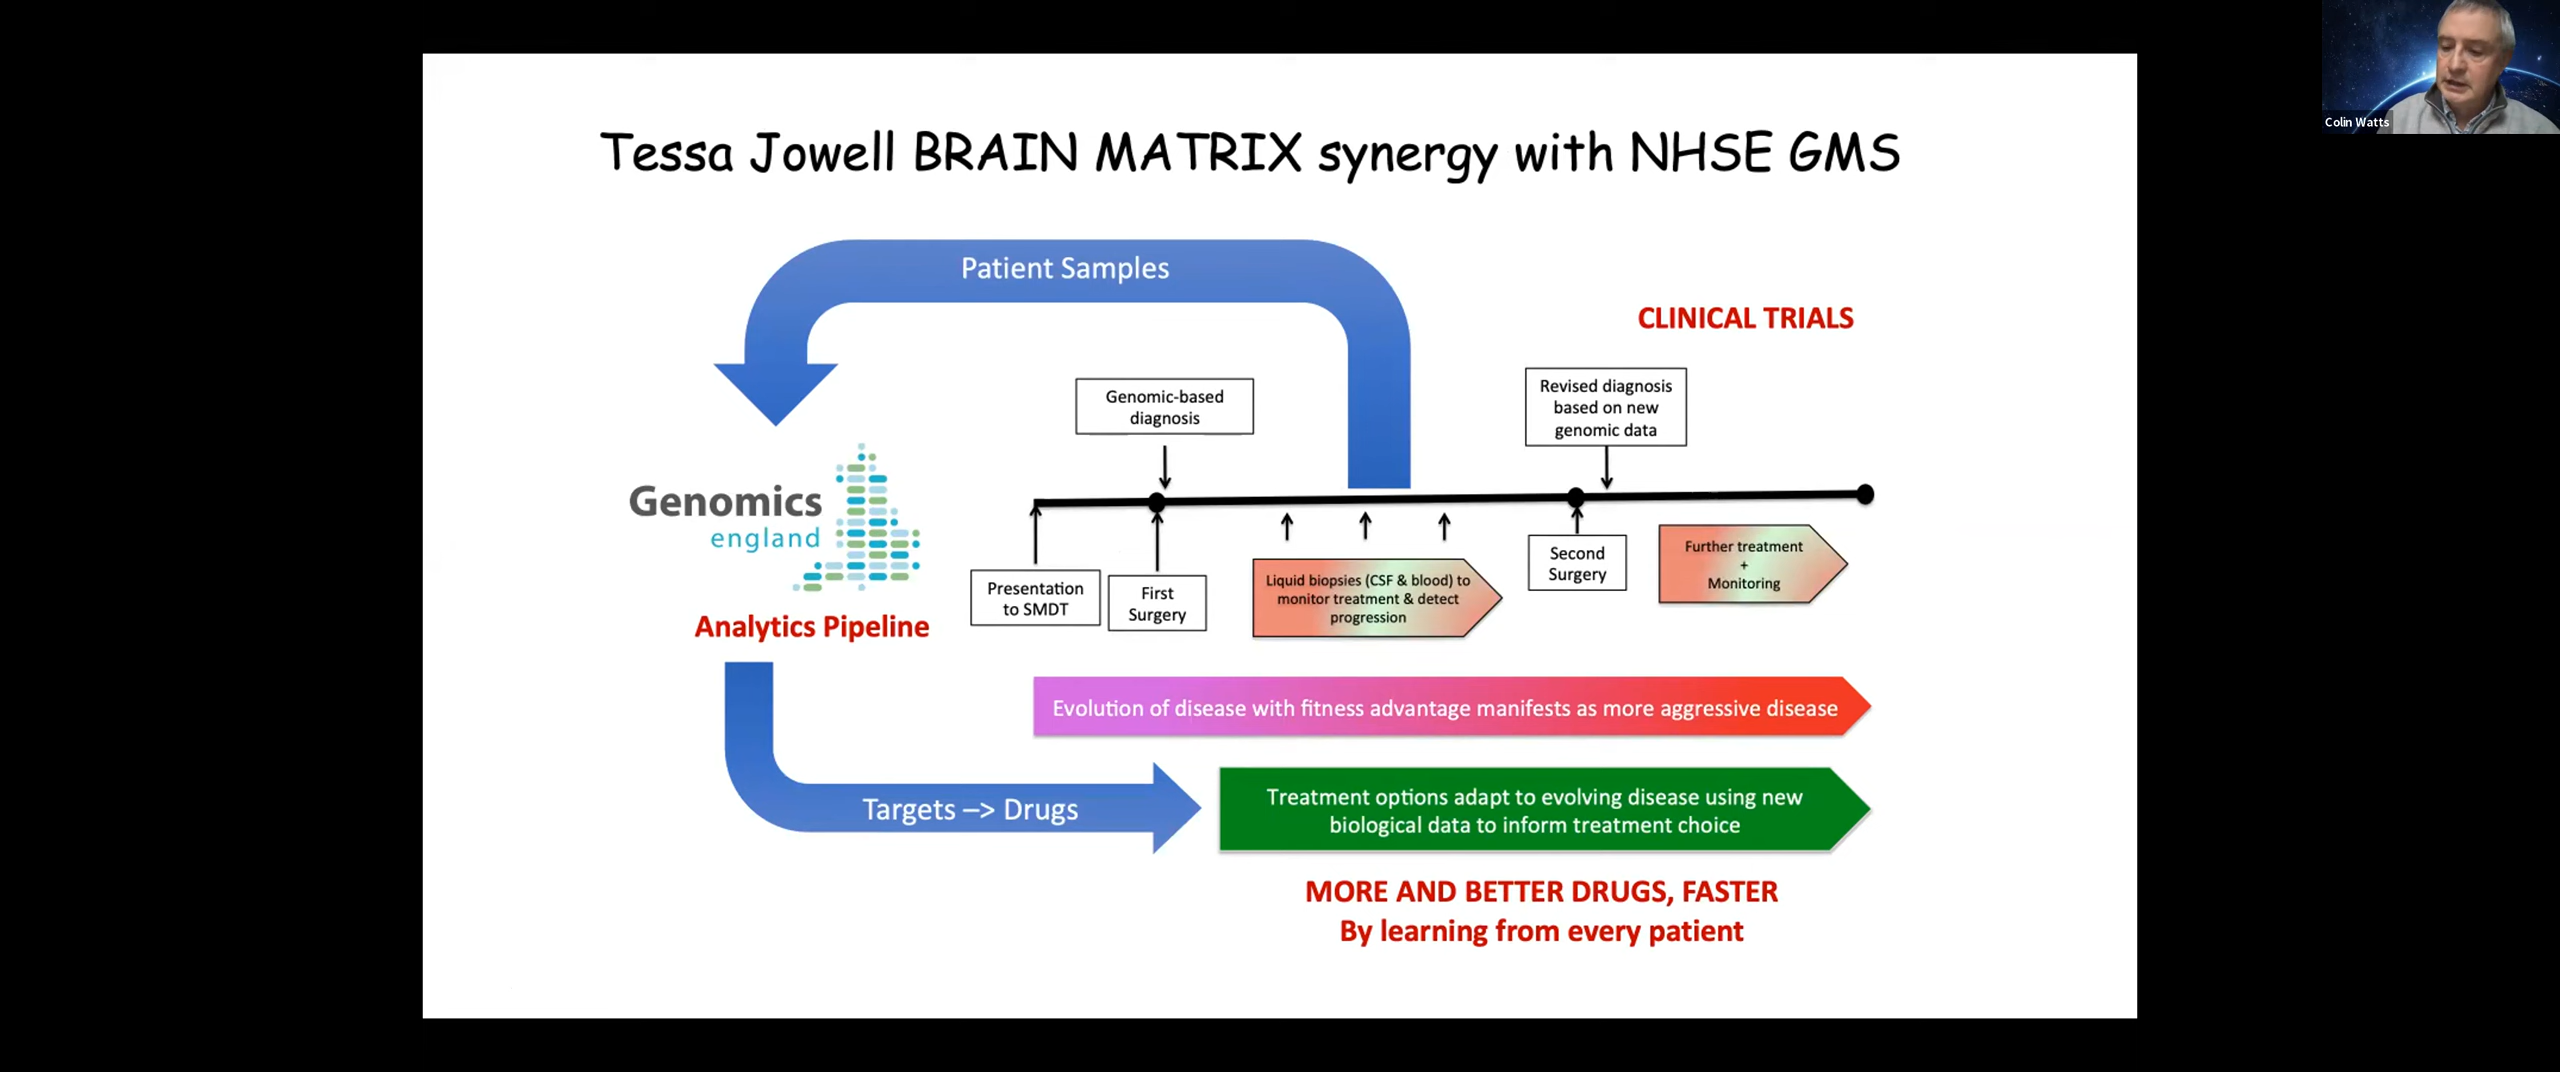 Colin Watts
Tessa Jowell BRAIN MATRIX synergy with NHSE GMS
Patient Samples
CLINICAL TRIALS
Genomic-based
diagnosis
Revised diagnosis
based on new
genomic data
Genomics
england
Analytics Pipeline
Presentation
to SMDT
First
Surgery
Liquid biopsies (CSF & blood) to
monitor treatment & detect
progression
Second
Surgery
Further treatment
+
Monitoring
Evolution of disease with fitness advantage manifests as more aggressive disease
Targets –> Drugs
Treatment options adapt to evolving disease using new
biological data to inform treatment choice
MORE AND BETTER DRUGS, FASTER
By learning from every patient